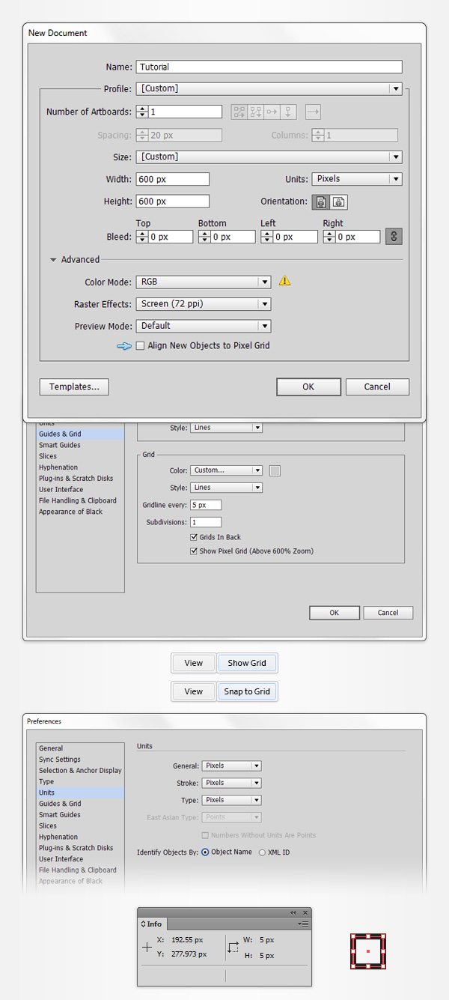 New Document
Name: Tutorial
Profile: [Custom]
Number of Artboards: 1
Spacing: 20 px Columns: 1
Size: [Custom]
Width: 600 px Units: Pixels
Height: 600 px Orientation:
Top Bottom Left Right
Bleed: 0 px 0 px 0 px 0 px
Advanced
Color Mode: RGB
Raster Effects: Screen (72 ppi)
Preview Mode: Default
Align New Objects to Pixel Grid
Templates... OK Cancel
Units
Guides & Grid
Smart Guides
Slices
Hyphenation
Plug-ins & Scratch Disks
User Interface
File Handling & Clipboard
Appearance of Black
Style: Lines
Grid
Color: Custom...
Style: Lines
Gridline every: 5 px
Subdivisions: 1
Grids In Back
Show Pixel Grid (Above 600% Zoom)
OK Cancel
View Show Grid
View Snap to Grid
Preferences
General
Sync Settings
Selection & Anchor Display
Type
Units
Guides & Grid
Smart Guides
Slices
Hyphenation
Plug-ins & Scratch Disks
User Interface
File Handling & Clipboard
Appearance of Black
Units
General: Pixels
Stroke: Pixels
Type: Pixels
East Asian Type: Points
Numbers Without Units Are Points
Identify Objects By: Object Name XML ID
Info
X: 192.55 px W: 5 px
Y: 277.973 px H: 5 px